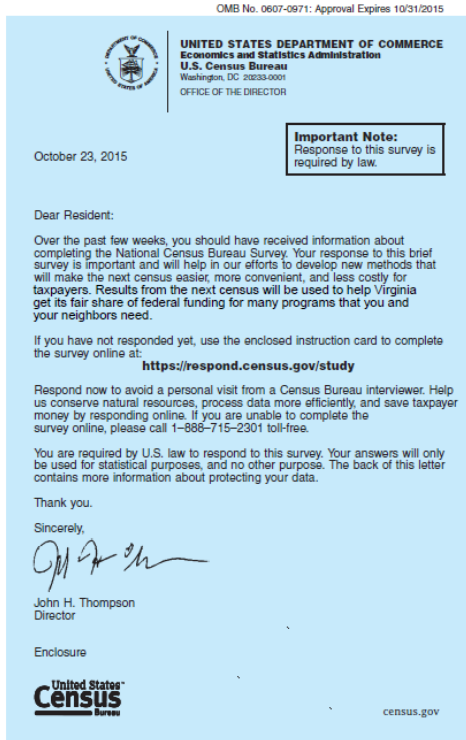 OMB No. 0607-0971: Approval Expires 10/31/2015
UNITED STATES DEPARTMENT OF COMMERCE
Economics and Statistics Administration
U.S. Census Bureau
Washington, DC 20233-0001
OFFICE OF THE DIRECTOR
DEPARTMENT OF COMMERCE
UNITED STATES OF AMERICA
Important Note:
Response to this survey is
required by law.
October 23, 2015
Dear Resident:
Over the past few weeks, you should have received information about
completing the National Census Bureau Survey. Your response to this brief
survey is important and will help in our efforts to develop new methods that
will make the next census easier, more convenient, and less costly for
taxpayers. Results from the next census will be used to help Virginia
get its fair share of federal funding for many programs that you and
your neighbors need.
If you have not responded yet, use the enclosed instruction card to complete
the survey online at:
https://respond.census.gov/study
Respond now to avoid a personal visit from a Census Bureau interviewer. Help
us conserve natural resources, process data more efficiently, and save taxpayer
money by responding online. If you are unable to complete the
survey online, please call 1–888–715–2301 toll-free.
You are required by U.S. law to respond to this survey. Your answers will only
be used for statistical purposes, and no other purpose. The back of this letter
contains more information about protecting your data.
Thank you.
Sincerely,
John H. Thompson
Director
Enclosure
United States™
Census
Bureau
census.gov